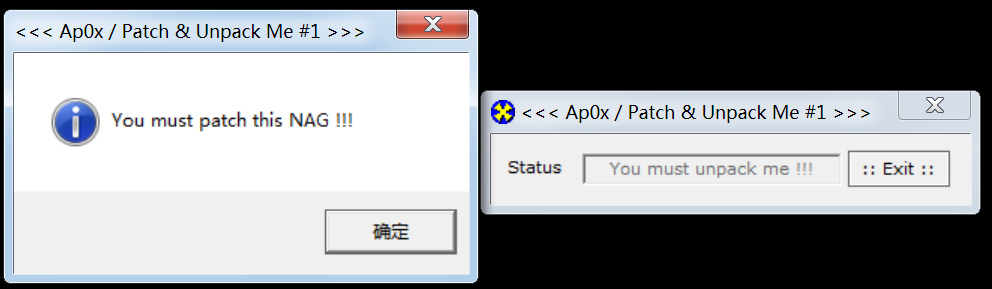 <<< Ap0x / Patch & Unpack Me #1 >>>
You must patch this NAG !!!
确定
<<< Ap0x / Patch & Unpack Me #1 >>>
Status You must unpack me !!! :: Exit ::